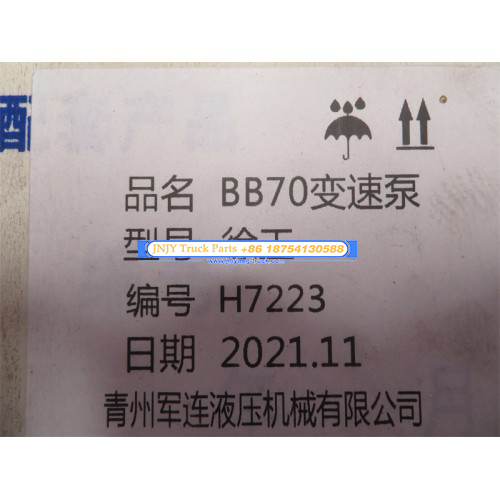 品名 BB70变速泵
型号 徐工
JNJY Truck Parts +86 18754130588
编号 H7223
日期 2021.11
青州军连液压机械有限公司